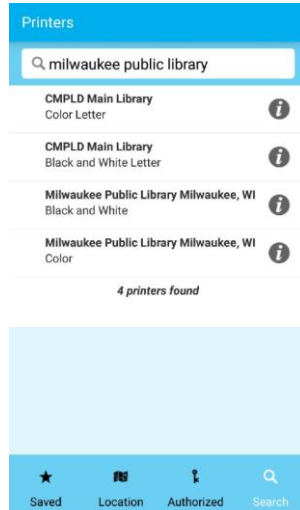 Printers
milwaukee public library
CMPLD Main Library
Color Letter
CMPLD Main Library
Black and White Letter
Milwaukee Public Library Milwaukee, WI
Black and White
Milwaukee Public Library Milwaukee, WI
Color
4 printers found
Saved Location Authorized Search